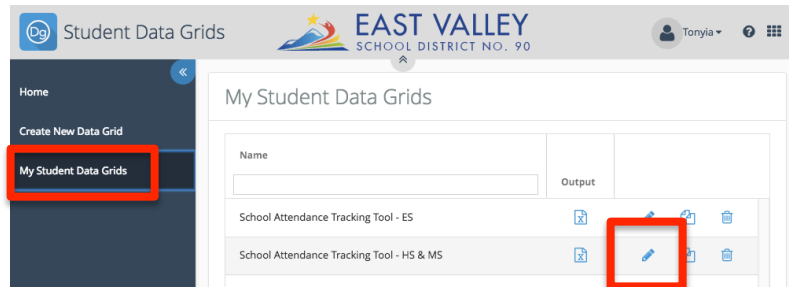 Dg Student Data Grids
EAST VALLEY
SCHOOL DISTRICT NO. 90
Tonyia
?
«
Home
Create New Data Grid
My Student Data Grids
My Student Data Grids
Name
Output
School Attendance Tracking Tool - ES
School Attendance Tracking Tool - HS & MS